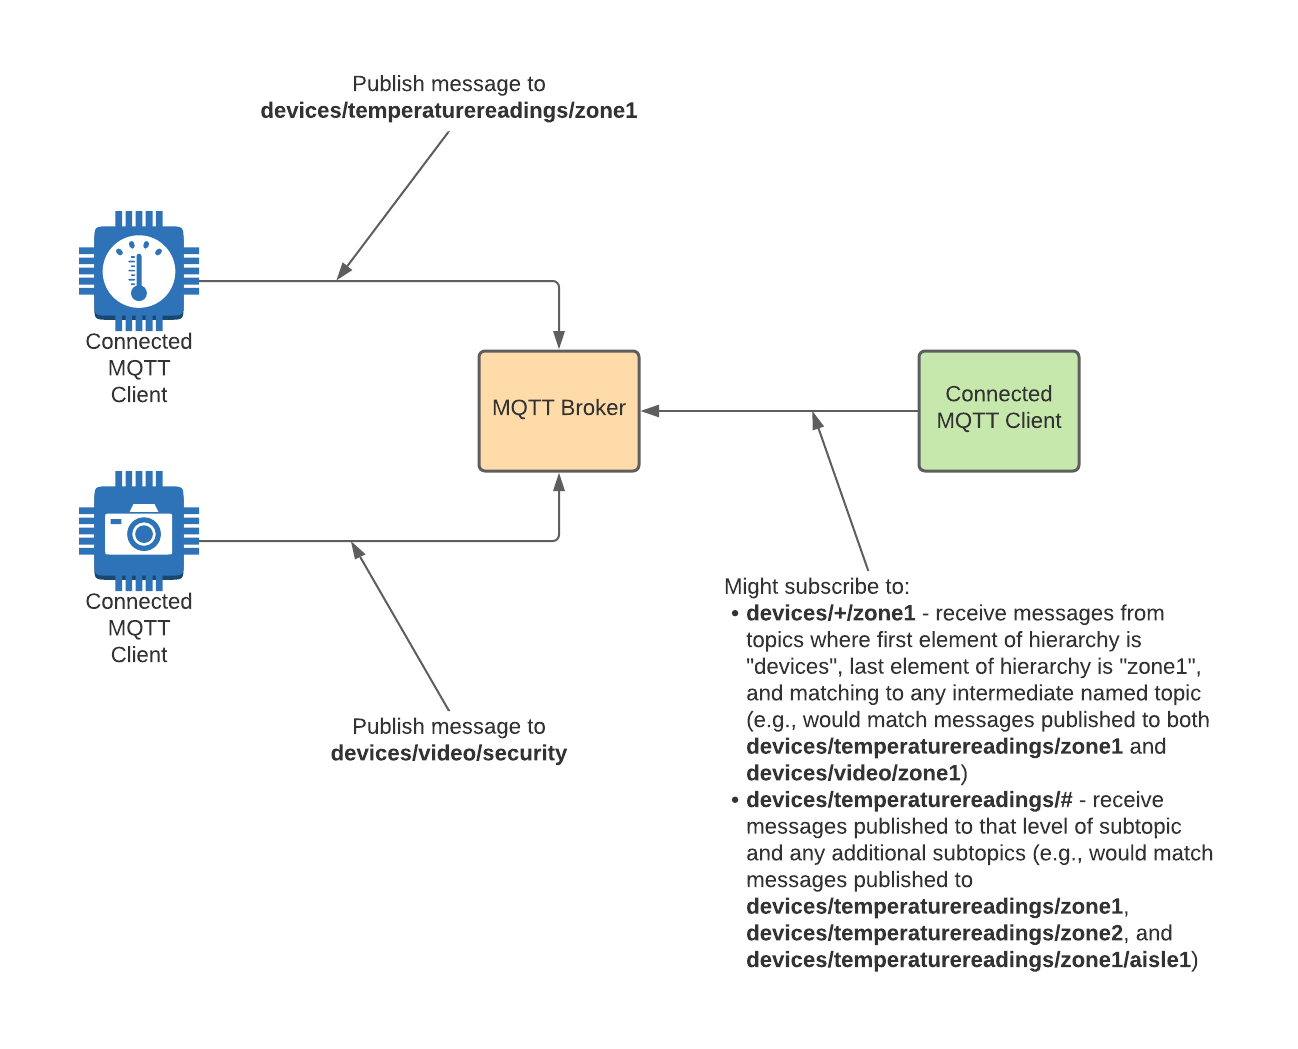 Publish message to
devices/temperaturereadings/zone1
Connected
MQTT
Client
MQTT Broker
Connected
MQTT Client
Connected
MQTT
Client
Publish message to
devices/video/security
Might subscribe to:
• devices/+/zone1 - receive messages from
topics where first element of hierarchy is
"devices", last element of hierarchy is "zone1",
and matching to any intermediate named topic
(e.g., would match messages published to both
devices/temperaturereadings/zone1 and
devices/video/zone1)
• devices/temperaturereadings/# - receive
messages published to that level of subtopic
and any additional subtopics (e.g., would match
messages published to
devices/temperaturereadings/zone1,
devices/temperaturereadings/zone2, and
devices/temperaturereadings/zone1/aisle1)